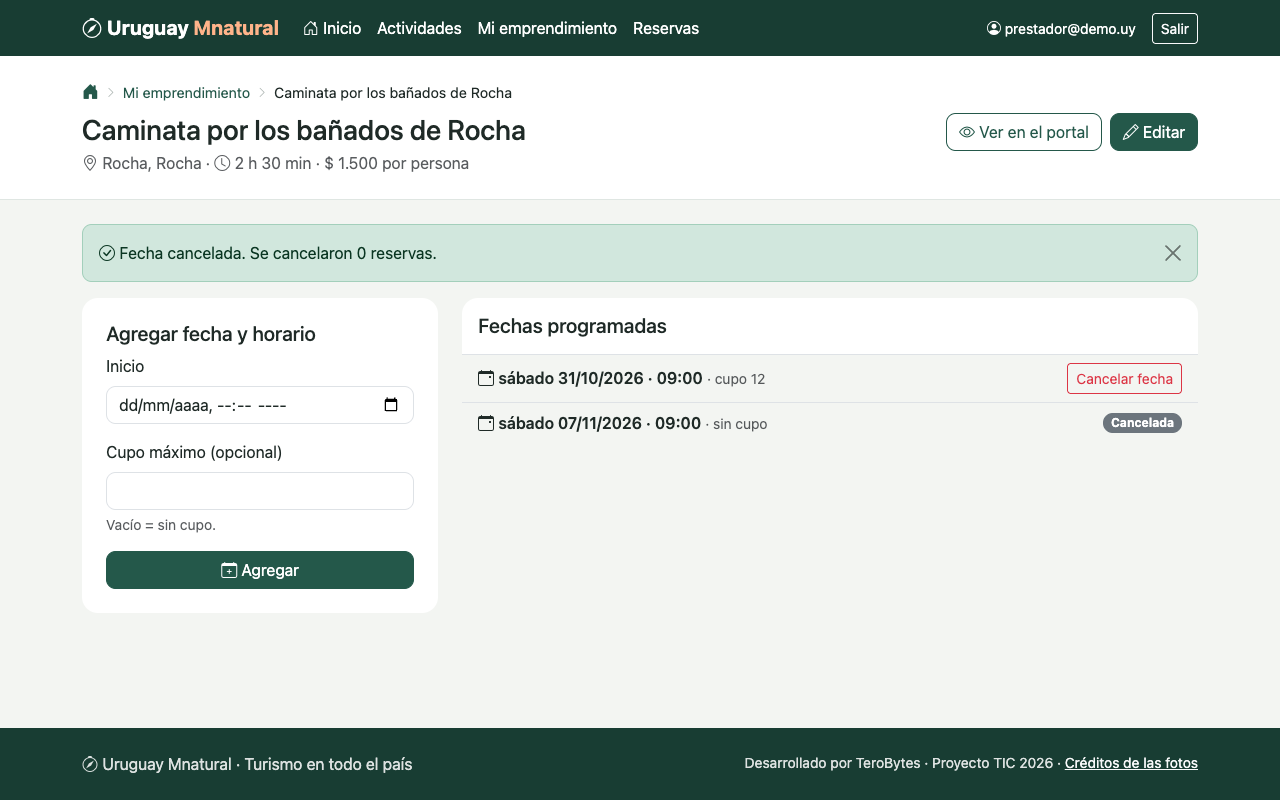 Uruguay Mnatural Inicio Actividades Mi emprendimiento Reservas prestador@demo.uy Salir
Mi emprendimiento Caminata por los bañados de Rocha
Caminata por los bañados de Rocha
Ver en el portal Editar
Rocha, Rocha · 2 h 30 min · $ 1.500 por persona
Fecha cancelada. Se cancelaron 0 reservas.
Agregar fecha y horario
Inicio
dd/mm/aaaa, --:-- ----
Cupo máximo (opcional)
Vacío = sin cupo.
Agregar
Fechas programadas
sábado 31/10/2026 · 09:00 · cupo 12 Cancelar fecha
sábado 07/11/2026 · 09:00 · sin cupo Cancelada
Uruguay Mnatural · Turismo en todo el país
Desarrollado por TeroBytes · Proyecto TIC 2026 · Créditos de las fotos